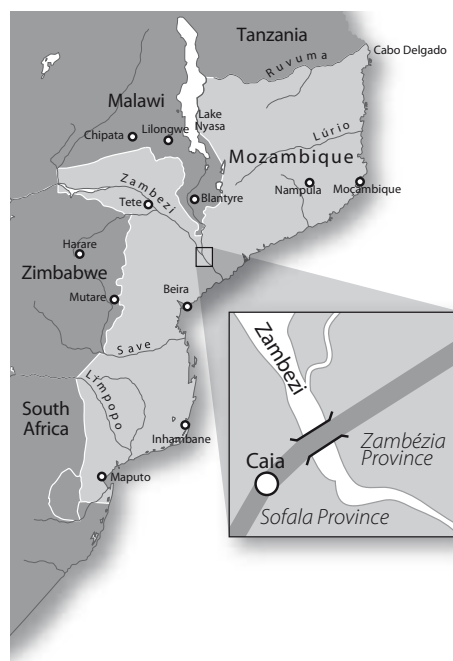 Tanzania
Cabo Delgado
Ruvuma
Malawi
Lake
Nyasa
Chipata
Lilongwe
Lúrio
Mozambique
Zambezi
Nampula
Moçambique
Tete
Blantyre
Harare
Zimbabwe
Mutare
Beira
Save
Limpopo
South
Africa
Inhambane
Maputo
Zambezi
Caia
Zambézia
Province
Sofala Province